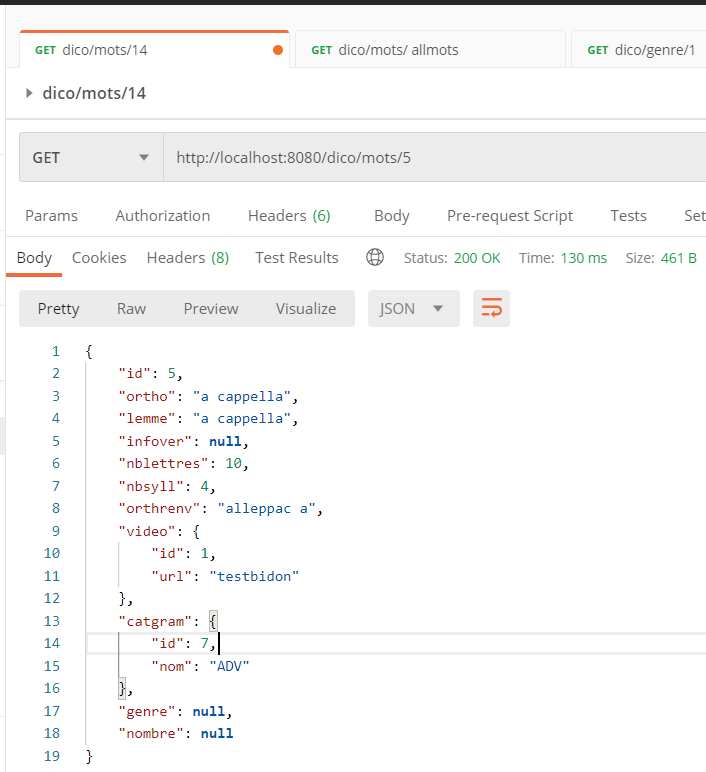 GET dico/mots/14 GET dico/mots/ allmots GET dico/genre/1
dico/mots/14
GET http://localhost:8080/dico/mots/5
Params Authorization Headers (6) Body Pre-request Script Tests Set
Body Cookies Headers (8) Test Results Status: 200 OK Time: 130 ms Size: 461 B
Pretty Raw Preview Visualize JSON
1 {
2 "id": 5,
3 "ortho": "a cappella",
4 "lemme": "a cappella",
5 "infover": null,
6 "nblettres": 10,
7 "nbsyll": 4,
8 "orthrenv": "alleppac a",
9 "video": {
10 "id": 1,
11 "url": "testbidon"
12 },
13 "catgram": {
14 "id": 7,
15 "nom": "ADV"
16 },
17 "genre": null,
18 "nombre": null
19 }